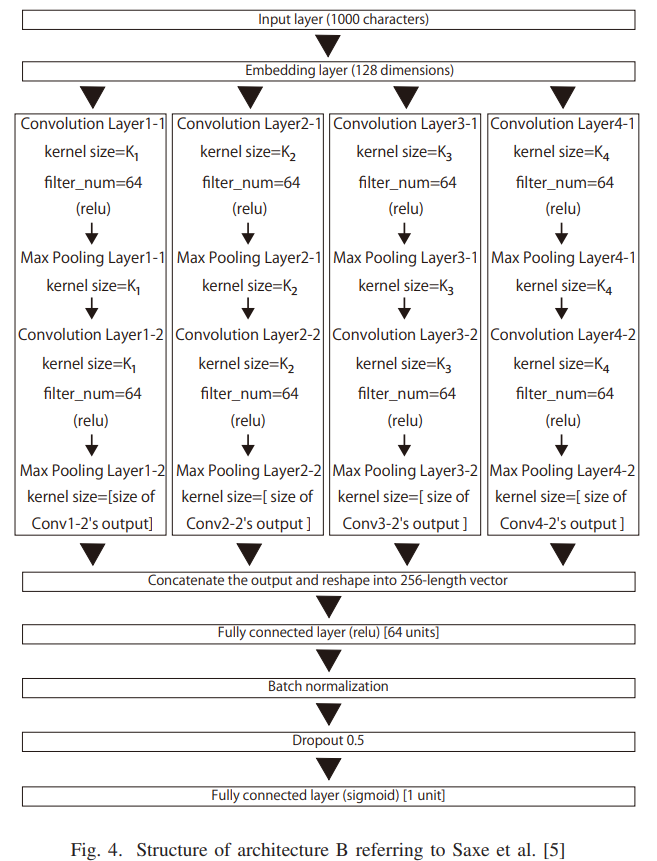 Input layer (1000 characters)
Embedding layer (128 dimensions)
Convolution Layer1-1
kernel size=K1
filter_num=64
(relu)
Max Pooling Layer1-1
kernel size=K1
Convolution Layer1-2
kernel size=K1
filter_num=64
(relu)
Max Pooling Layer1-2
kernel size=[size of
Conv1-2's output]
Convolution Layer2-1
kernel size=K2
filter_num=64
(relu)
Max Pooling Layer2-1
kernel size=K2
Convolution Layer2-2
kernel size=K2
filter_num=64
(relu)
Max Pooling Layer2-2
kernel size=[ size of
Conv2-2's output ]
Convolution Layer3-1
kernel size=K3
filter_num=64
(relu)
Max Pooling Layer3-1
kernel size=K3
Convolution Layer3-2
kernel size=K3
filter_num=64
(relu)
Max Pooling Layer3-2
kernel size=[ size of
Conv3-2's output ]
Convolution Layer4-1
kernel size=K4
filter_num=64
(relu)
Max Pooling Layer4-1
kernel size=K4
Convolution Layer4-2
kernel size=K4
filter_num=64
(relu)
Max Pooling Layer4-2
kernel size=[ size of
Conv4-2's output ]
Concatenate the output and reshape into 256-length vector
Fully connected layer (relu) [64 units]
Batch normalization
Dropout 0.5
Fully connected layer (sigmoid) [1 unit]
Fig. 4. Structure of architecture B referring to Saxe et al. [5]